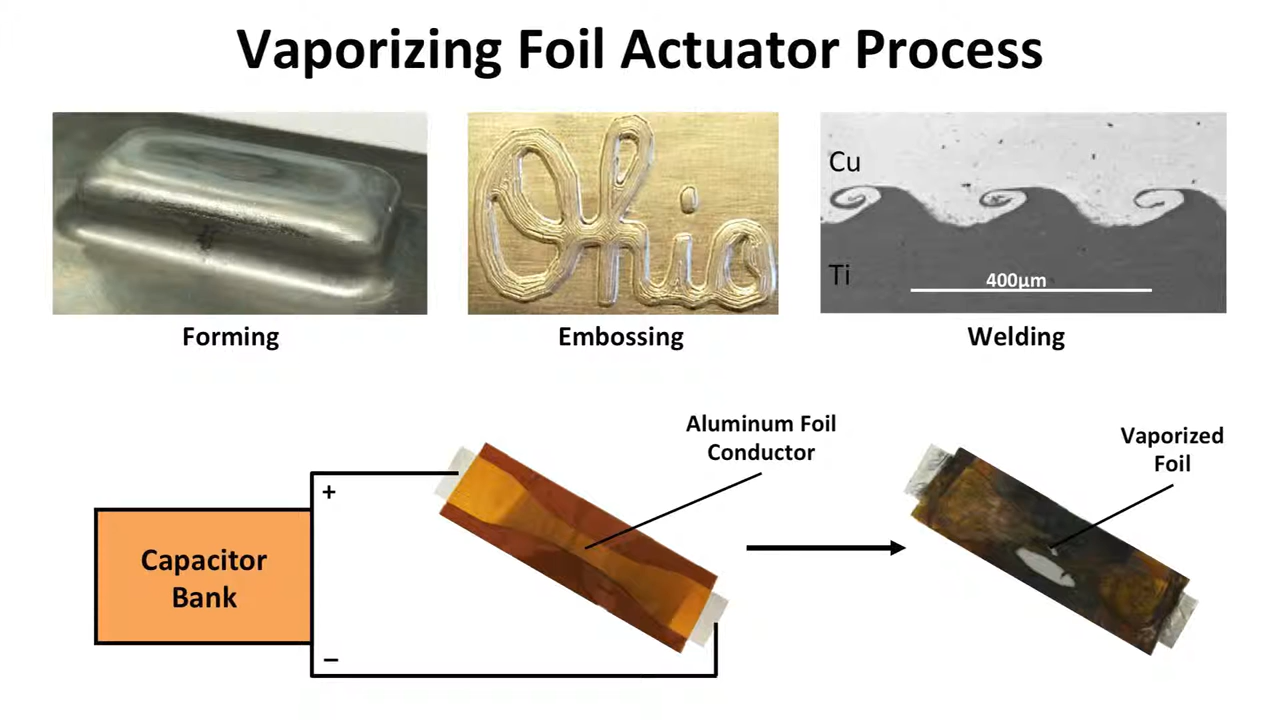 Vaporizing Foil Actuator Process
Cu
Ti
400µm
Ohio
Forming
Embossing
Welding
Aluminum Foil
Conductor
Vaporized
Foil
+
Capacitor
Bank
–